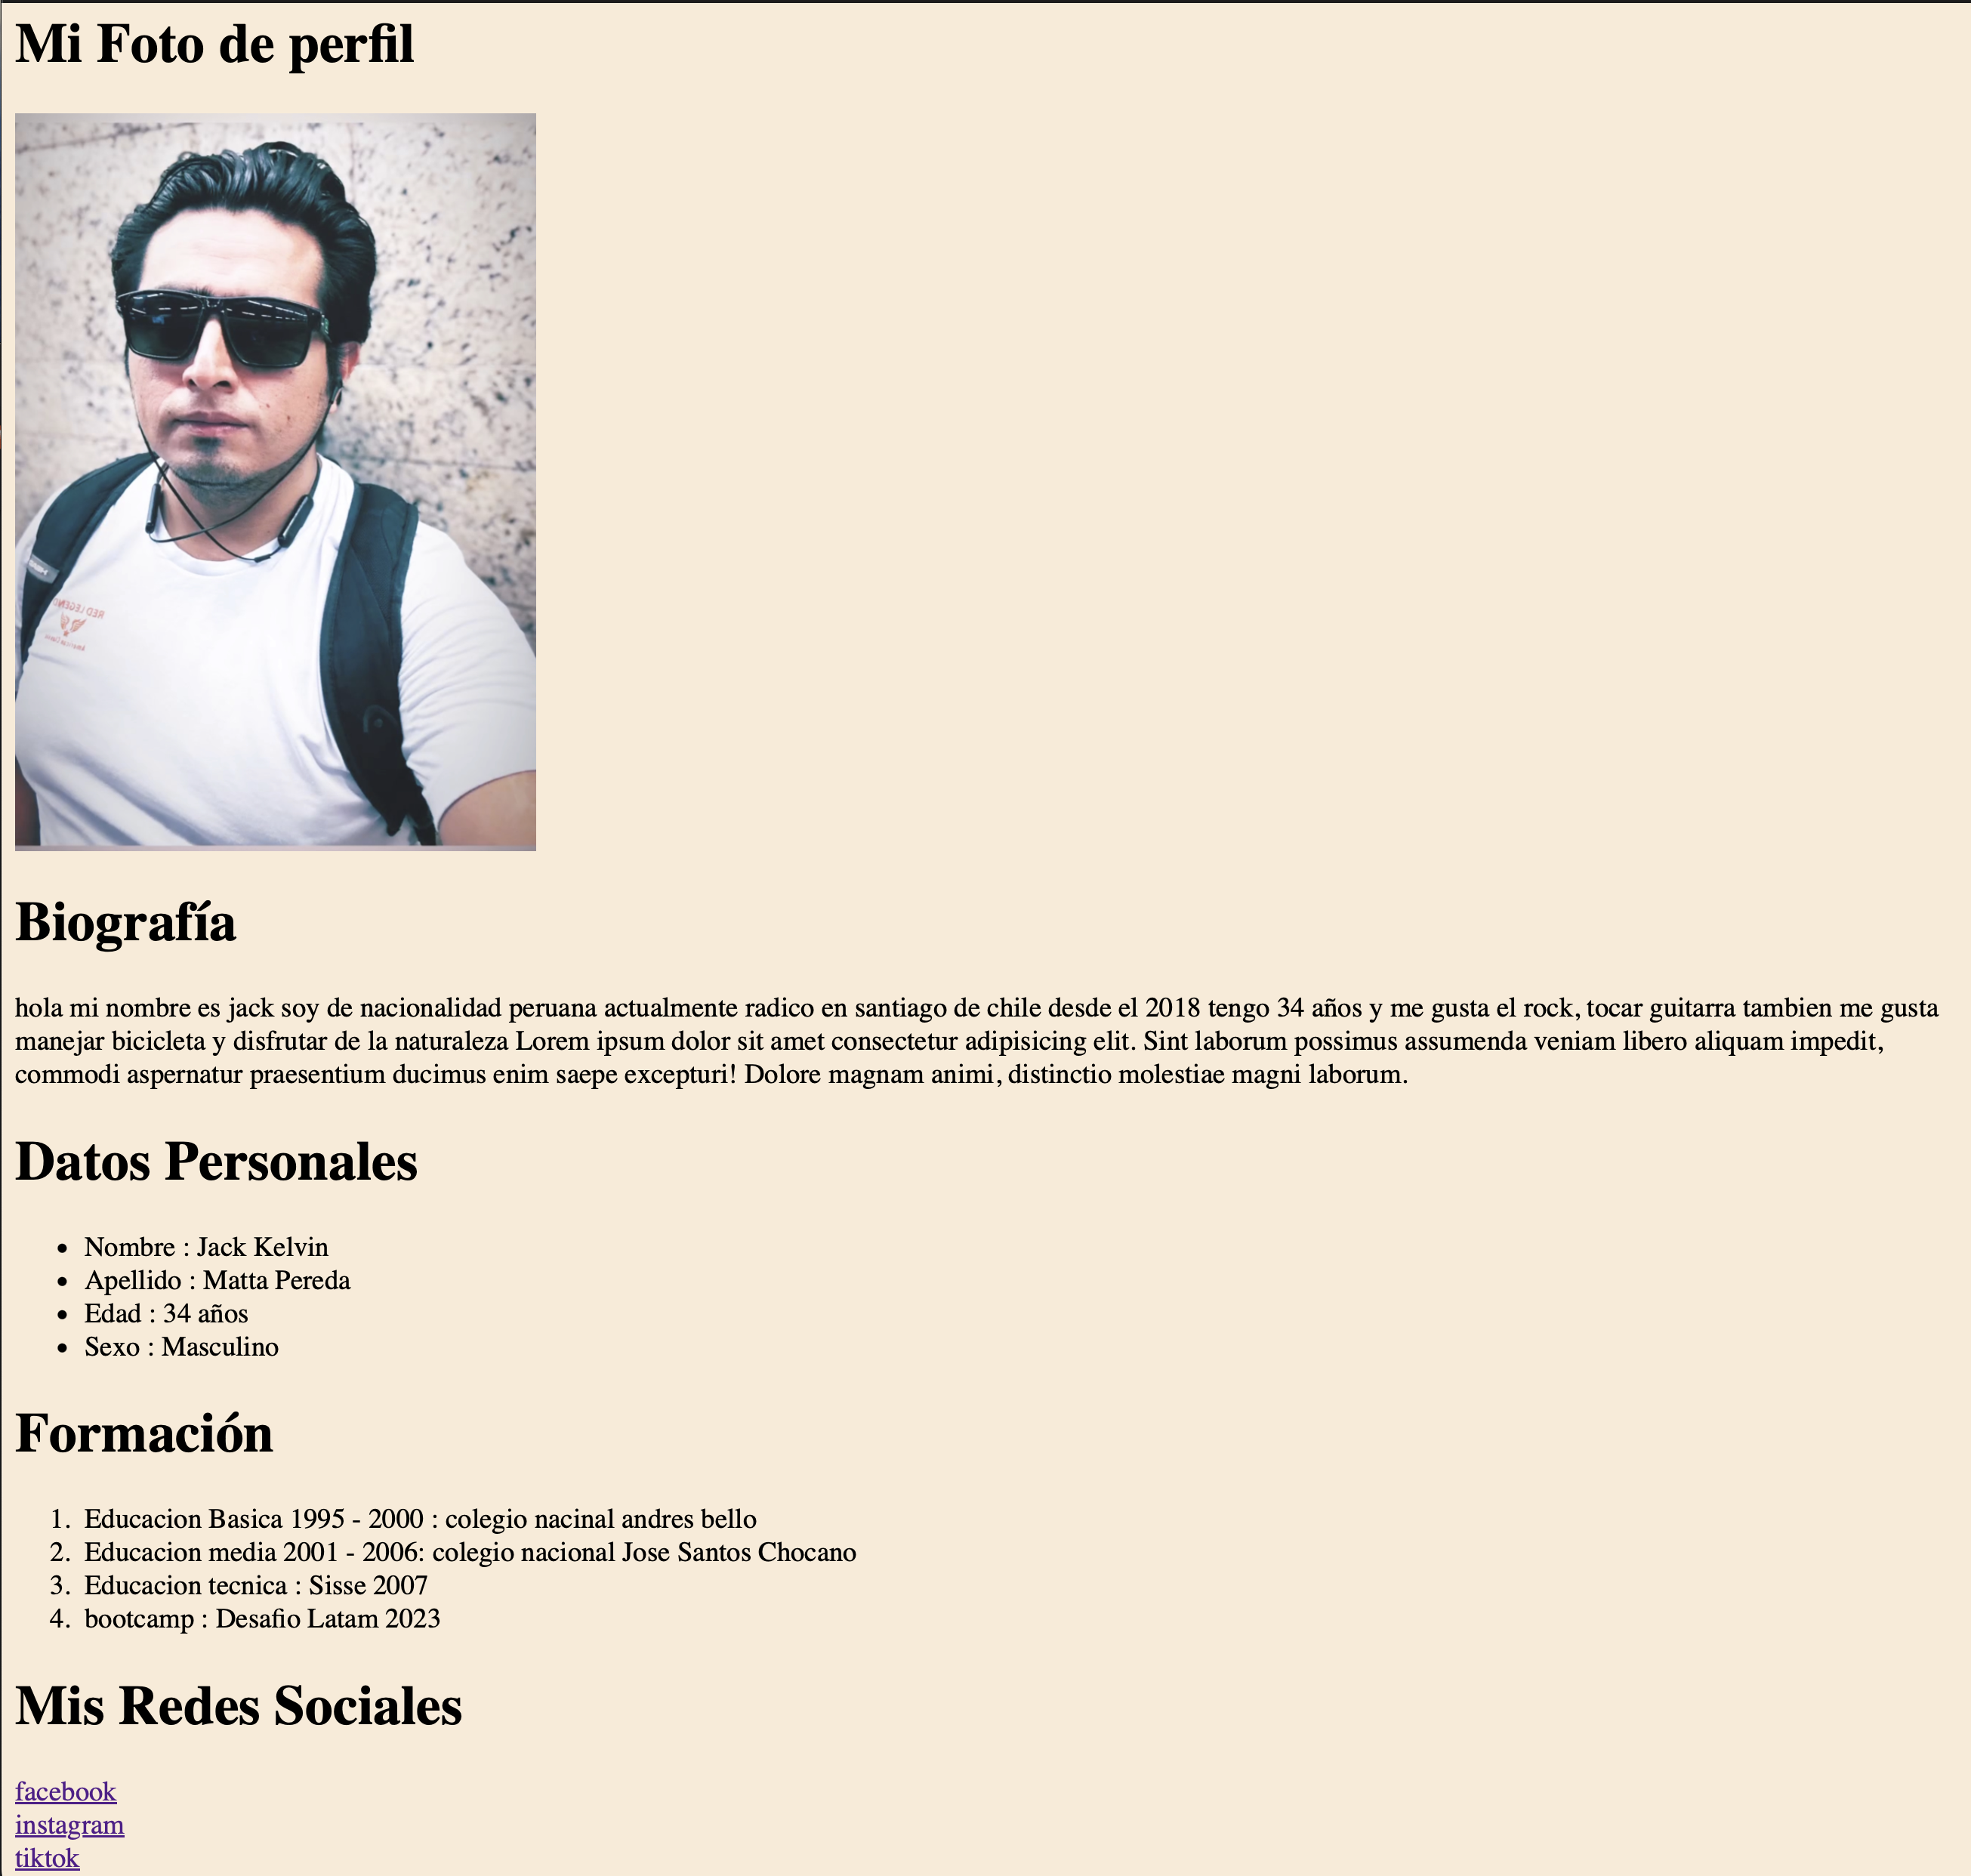 Mi Foto de perfil
RED LEGEND
Biografía
hola mi nombre es jack soy de nacionalidad peruana actualmente radico en santiago de chile desde el 2018 tengo 34 años y me gusta el rock, tocar guitarra tambien me gusta
manejar bicicleta y disfrutar de la naturaleza Lorem ipsum dolor sit amet consectetur adipisicing elit. Sint laborum possimus assumenda veniam libero aliquam impedit,
commodi aspernatur praesentium ducimus enim saepe excepturi! Dolore magnam animi, distinctio molestiae magni laborum.
Datos Personales
Nombre : Jack Kelvin
Apellido : Matta Pereda
Edad : 34 años
Sexo : Masculino
Formación
1. Educacion Basica 1995 - 2000 : colegio nacinal andres bello
2. Educacion media 2001 - 2006: colegio nacional Jose Santos Chocano
3. Educacion tecnica : Sisse 2007
4. bootcamp : Desafio Latam 2023
Mis Redes Sociales
facebook
instagram
tiktok